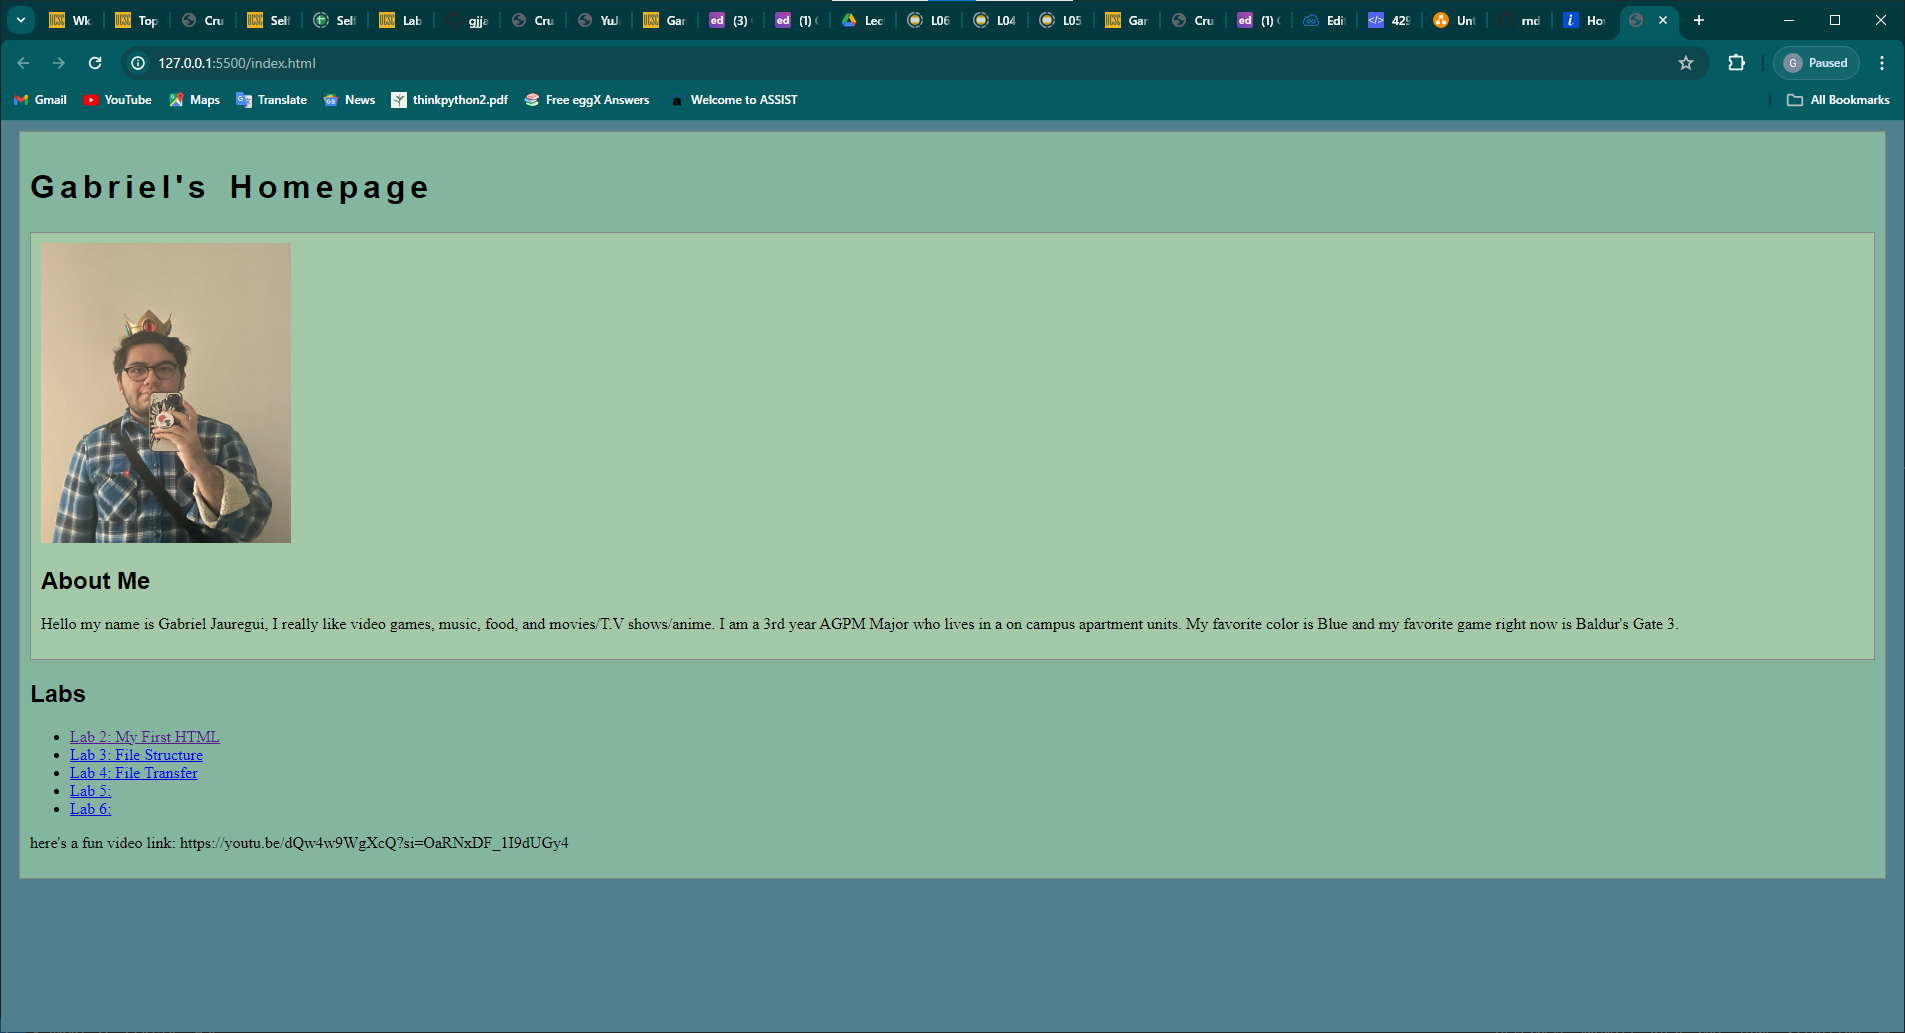 Wk
Top
Cru
Self
Self
Lab
gjja
Cru
YuJ
Gar
(3)
(1)
Lec
L06
L04
L05
Gar
Cru
(1)
Edi
429
Unt
rnd
Ho
127.0.0.1:5500/index.html
G Paused
Gmail
YouTube
Maps
Translate
News
thinkpython2.pdf
Free eggX Answers
Welcome to ASSIST
All Bookmarks
Gabriel's Homepage
About Me
Hello my name is Gabriel Jauregui, I really like video games, music, food, and movies/T.V shows/anime. I am a 3rd year AGPM Major who lives in a on campus apartment units. My favorite color is Blue and my favorite game right now is Baldur's Gate 3.
Labs
Lab 2: My First HTML
Lab 3: File Structure
Lab 4: File Transfer
Lab 5:
Lab 6:
here's a fun video link: https://youtu.be/dQw4w9WgXcQ?si=OaRNxDF_1I9dUGy4